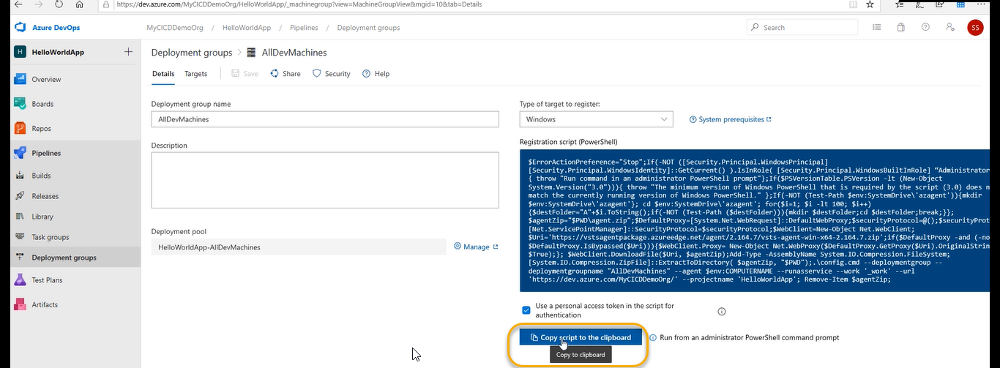 https://dev.azure.com/MyCICDDemoOrg/HelloWorldApp/_machinegroup?view=MachineGroupView&mgid=10&tab=Details
Azure DevOps
MyCICDDemoOrg / HelloWorldApp / Pipelines / Deployment groups
Search
SS
H HelloWorldApp
Overview
Boards
Repos
Pipelines
Builds
Releases
Library
Task groups
Deployment groups
Test Plans
Artifacts
Deployment groups > AllDevMachines
Details Targets Save Share Security Help
Deployment group name
AllDevMachines
Description
Deployment pool
HelloWorldApp-AllDevMachines
Manage
Type of target to register:
Windows
System prerequisites
Registration script (PowerShell)
$ErrorActionPreference="Stop";If(-NOT ([Security.Principal.WindowsPrincipal]
[Security.Principal.WindowsIdentity]::GetCurrent() ).IsInRole( [Security.Principal.WindowsBuiltInRole] “Administrator
{ throw "Run command in an administrator PowerShell prompt"};If($PSVersionTable.PSVersion -lt (New-Object
System.Version("3.0"))){ throw "The minimum version of Windows PowerShell that is required by the script (3.0) does n
match the currently running version of Windows PowerShell." };If(-NOT (Test-Path $env:SystemDrive\'azagent')){mkdir
$env:SystemDrive\'azagent'}; cd $env:SystemDrive\'azagent'; for($i=1; $i -lt 100; $i++)
{$destFolder="A"+$i.ToString();if(-NOT (Test-Path ($destFolder))){mkdir $destFolder;cd $destFolder;break;}};
$agentZip="$PWD\agent.zip";$DefaultProxy=[System.Net.WebRequest]::DefaultWebProxy;$securityProtocol=@();$securityProt
[Net.ServicePointManager]::SecurityProtocol=$securityProtocol;$WebClient=New-Object Net.WebClient;
$Uri='https://vstsagentpackage.azureedge.net/agent/2.164.7/vsts-agent-win-x64-2.164.7.zip';if($DefaultProxy -and (-no
$DefaultProxy.IsBypassed($Uri))){$WebClient.Proxy= New-Object Net.WebProxy($DefaultProxy.GetProxy($Uri).OriginalStrin
$True);}; $WebClient.DownloadFile($Uri, $agentZip);Add-Type -AssemblyName System.IO.Compression.FileSystem;
[System.IO.Compression.ZipFile]::ExtractToDirectory( $agentZip, "$PWD");.\config.cmd --deploymentgroup --
deploymentgroupname "AllDevMachines" --agent $env:COMPUTERNAME --runasservice --work '_work' --url
'https://dev.azure.com/MyCICDDemoOrg/' --projectname 'HelloWorldApp'; Remove-Item $agentZip;
Use a personal access token in the script for
authentication
Copy script to the clipboard
Run from an administrator PowerShell command prompt
Copy to clipboard